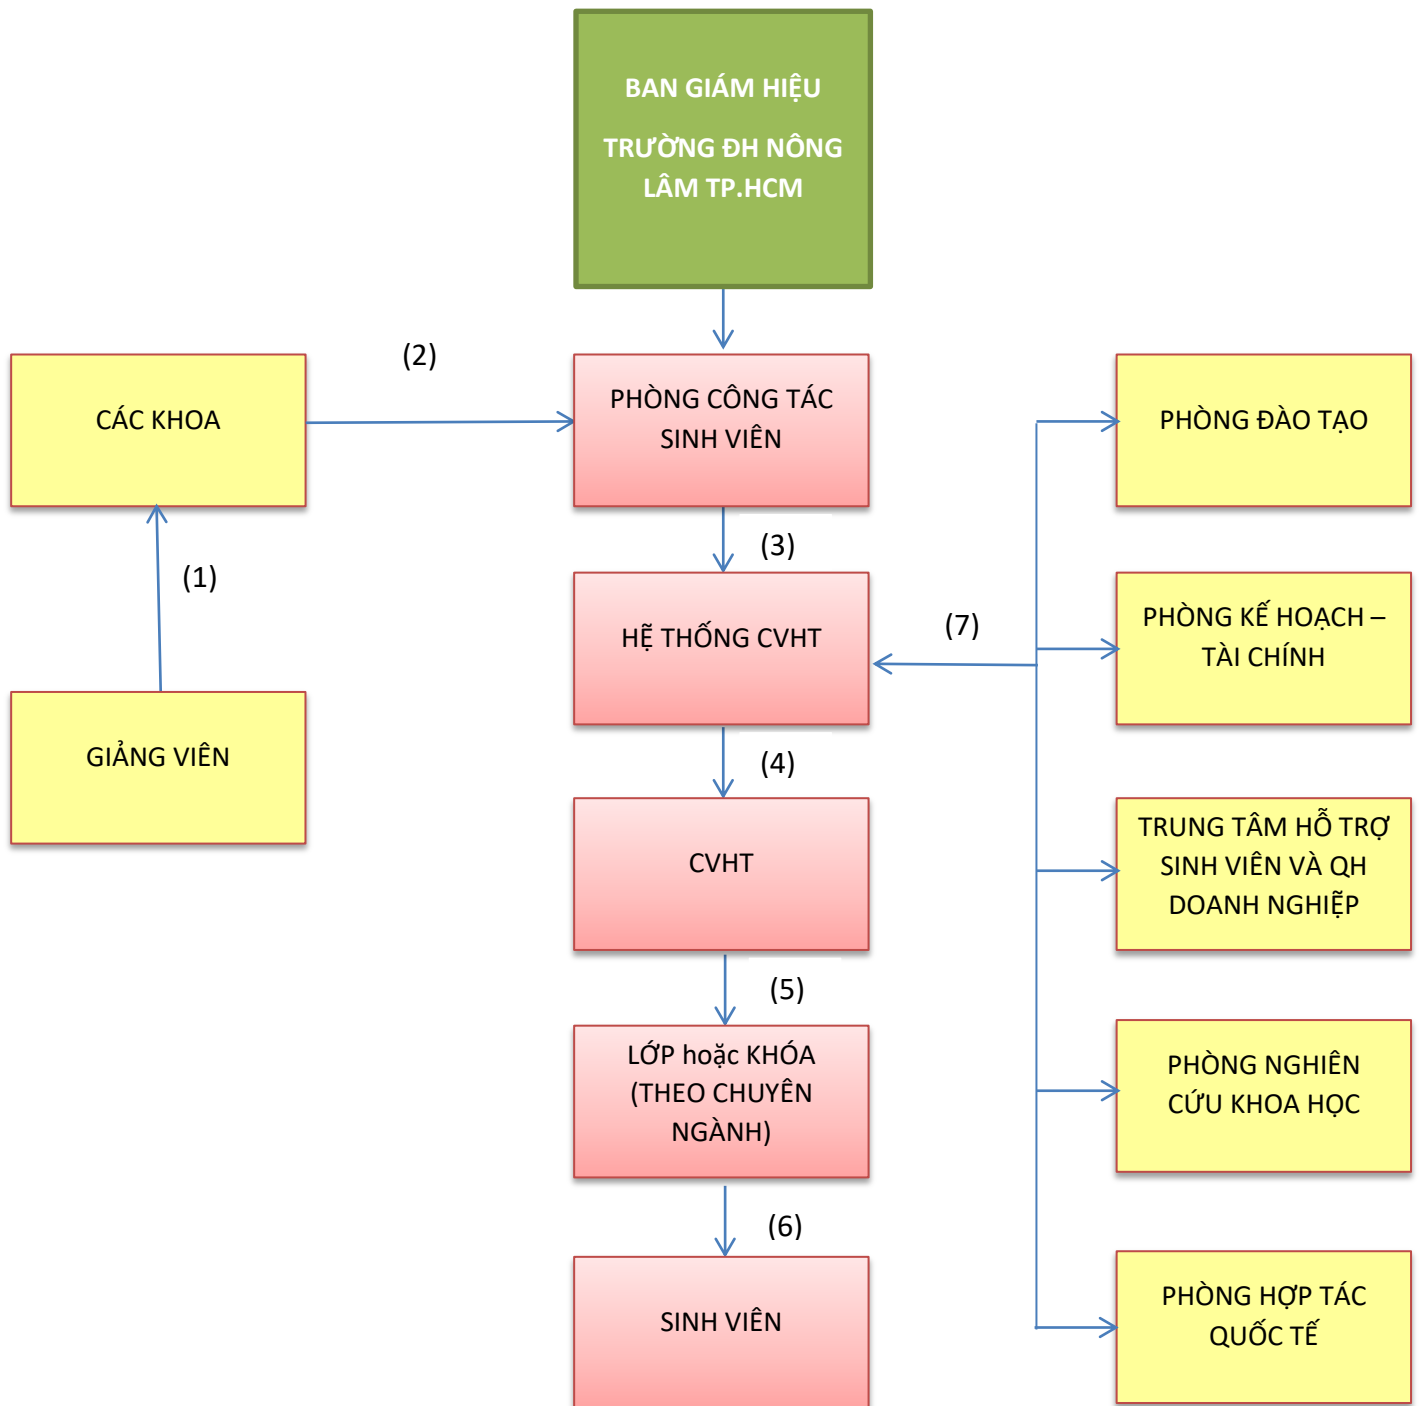 BAN GIÁM HIỆU
TRƯỜNG ĐH NÔNG
LÂM TP.HCM
(2)
CÁC KHOA
PHÒNG CÔNG TÁC
SINH VIÊN
PHÒNG ĐÀO TẠO
(1)
(3)
GIẢNG VIÊN
HỆ THỐNG CVHT
(7)
PHÒNG KẾ HOẠCH –
TÀI CHÍNH
(4)
CVHT
TRUNG TÂM HỖ TRỢ
SINH VIÊN VÀ QH
DOANH NGHIỆP
(5)
LỚP hoặc KHÓA
(THEO CHUYÊN
NGÀNH)
PHÒNG NGHIÊN
CỨU KHOA HỌC
(6)
SINH VIÊN
PHÒNG HỢP TÁC
QUỐC TẾ